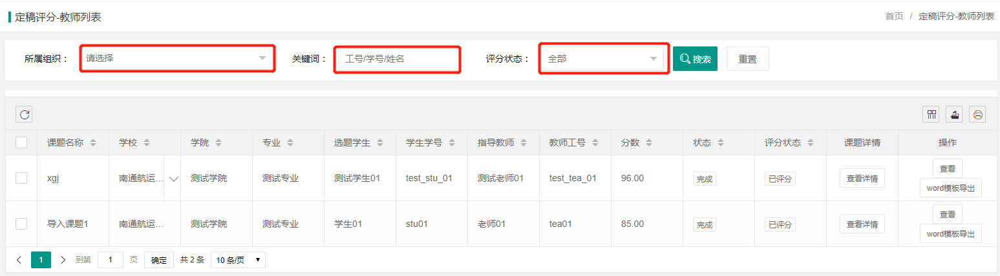 定稿评分-教师列表
首页 / 定稿评分-教师列表
所属组织： 请选择 关键词： 工号/学号/姓名 评分状态： 全部 搜索 重置
课题名称 学校 学院 专业 选题学生 学生学号 指导教师 教师工号 分数 状态 评分状态 课题详情 操作
xgj 南通航运... 测试学院 测试专业 测试学生01 test_stu_01 测试老师01 test_tea_01 96.00 完成 已评分 查看详情 查看
word模板导出
导入课题1 南通航运... 测试学院 测试专业 学生01 stu01 老师01 tea01 85.00 完成 已评分 查看详情 查看
word模板导出
1 到第 1 页 确定 共 2 条 10 条/页